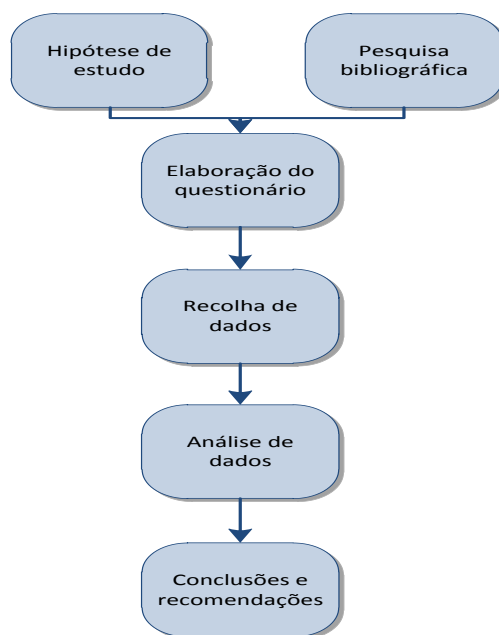 Hipótese de
estudo
Pesquisa
bibliográfica
Elaboração do
questionário
Recolha de
dados
Análise de
dados
Conclusões e
recomendações